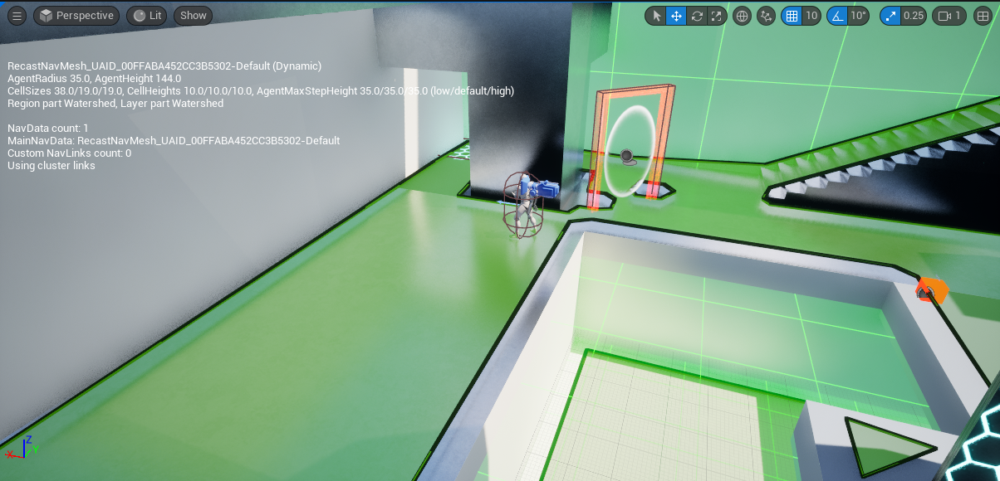 Perspective Lit Show 10 10° 0.25 1
RecastNavMesh_UAID_00FFABA452CC3B5302-Default (Dynamic)
AgentRadius 35.0, AgentHeight 144.0
CellSizes 38.0/19.0/19.0, CellHeights 10.0/10.0/10.0, AgentMaxStepHeight 35.0/35.0/35.0 (low/default/high)
Region part Watershed, Layer part Watershed
NavData count: 1
MainNavData: RecastNavMesh_UAID_00FFABA452CC3B5302-Default
Custom NavLinks count: 0
Using cluster links
Z
X Y